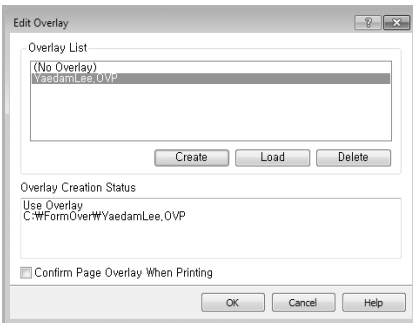 Edit Overlay
Overlay List
(No Overlay)
YaedamLee,OVP
Create Load Delete
Overlay Creation Status
Use Overlay
C:₩FormOver₩YaedamLee,OVP
Confirm Page Overlay When Printing
OK Cancel Help